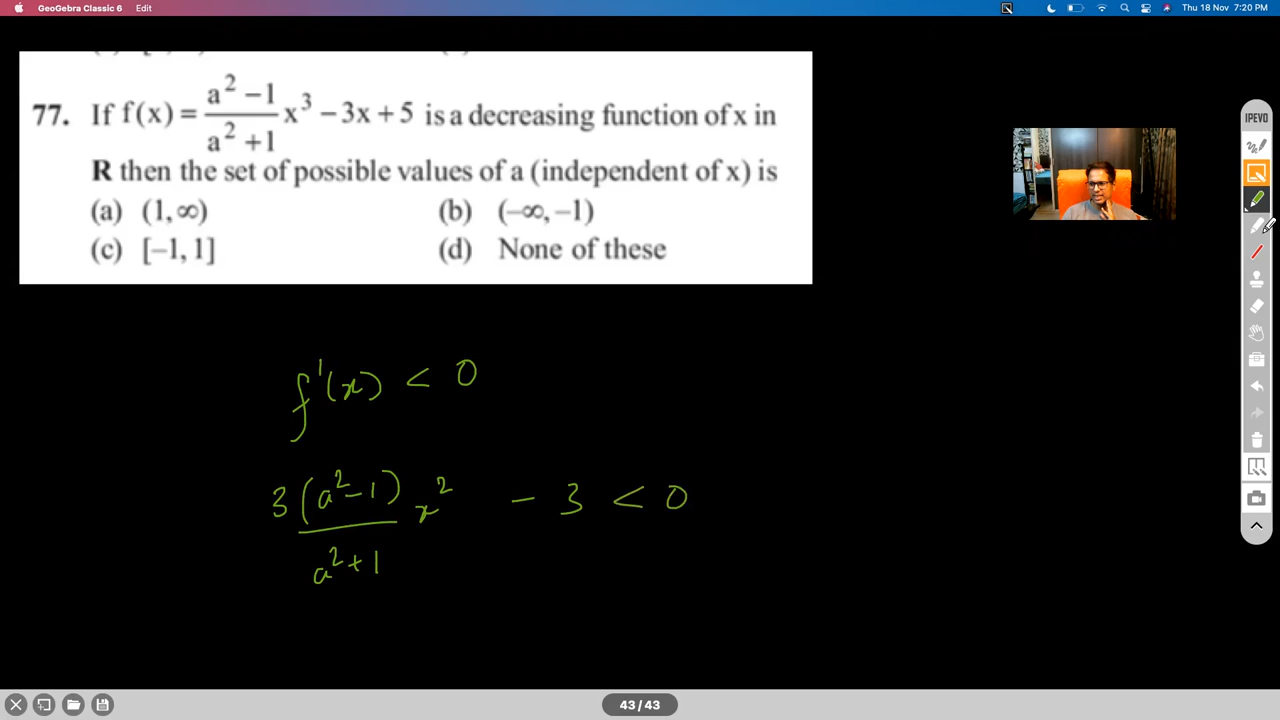 GeoGebra Classic 6 Edit Thu 18 Nov 7:20 PM
77. If f(x) = (a² − 1)/(a² + 1) x³ − 3x + 5 is a decreasing function of x in
R then the set of possible values of a (independent of x) is
(a) (1, ∞) (b) (−∞, −1)
(c) [−1, 1] (d) None of these
IPEVO
f'(x) < 0
3(a²−1)/(a²+1) x² − 3 < 0
43 / 43